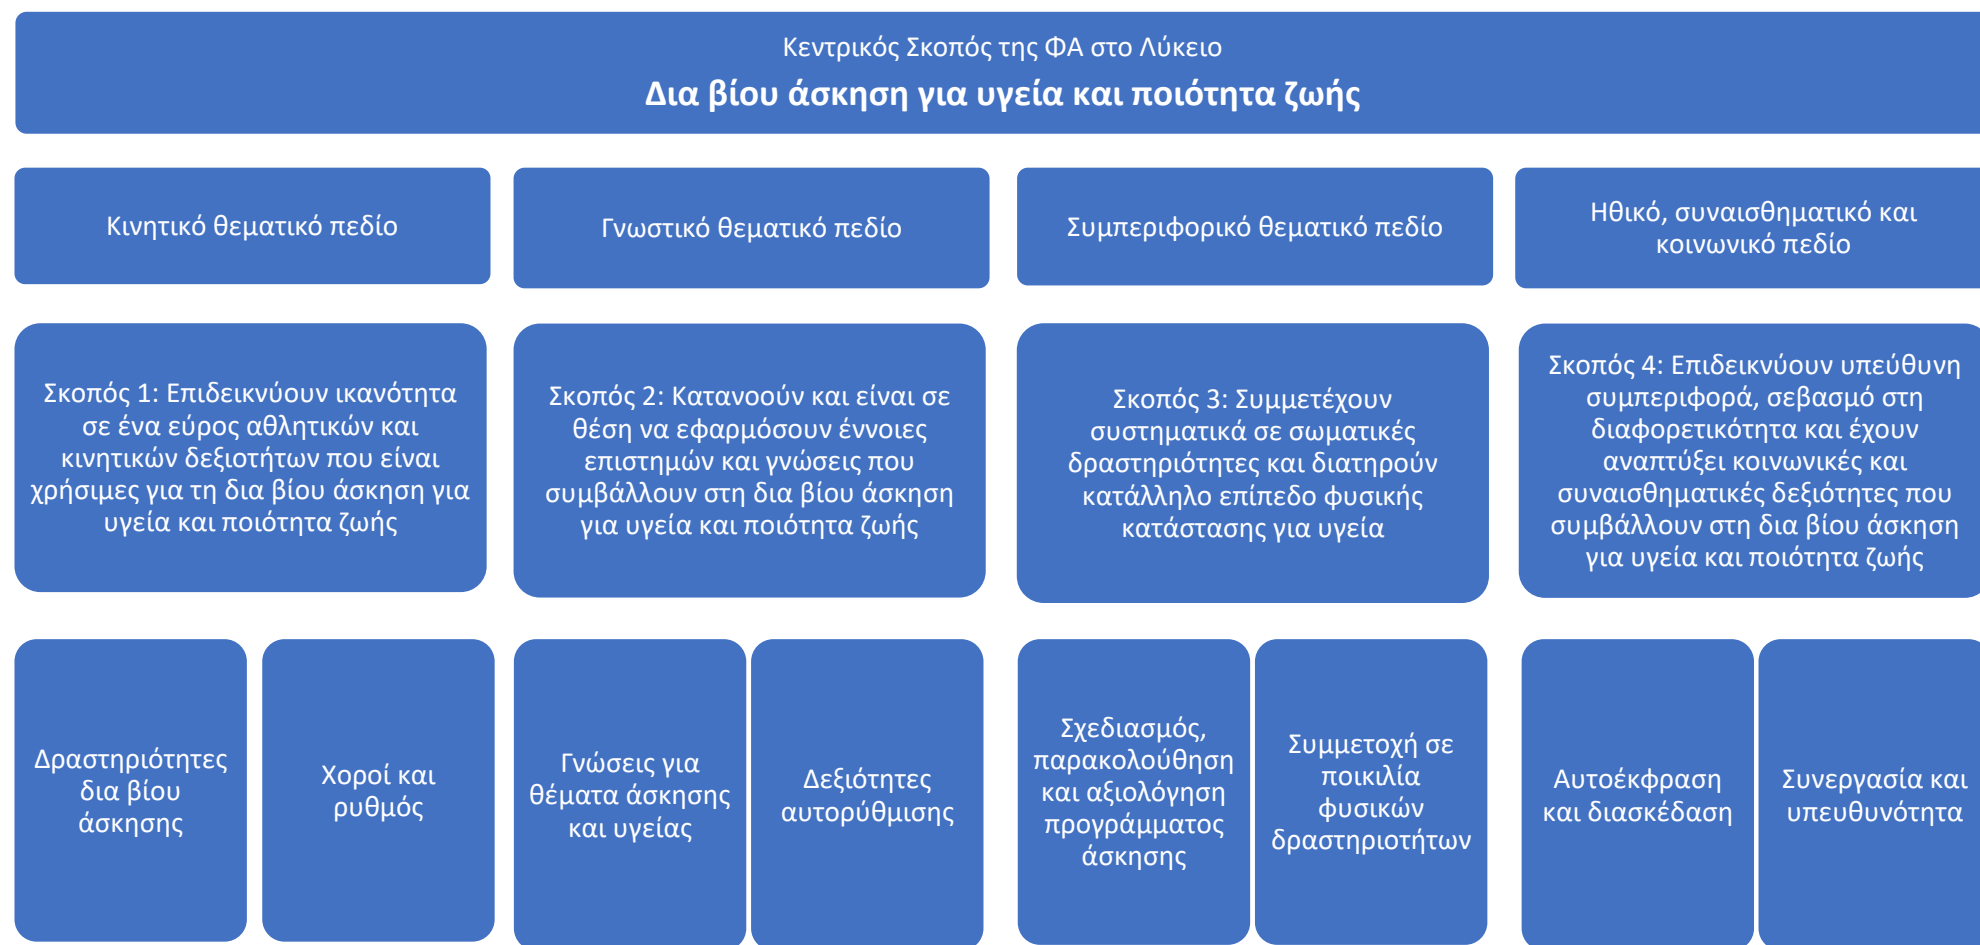 Κεντρικός Σκοπός της ΦΑ στο Λύκειο
Δια βίου άσκηση για υγεία και ποιότητα ζωής
Κινητικό θεματικό πεδίο
Γνωστικό θεματικό πεδίο
Συμπεριφορικό θεματικό πεδίο
Ηθικό, συναισθηματικό και
κοινωνικό πεδίο
Σκοπός 1: Επιδεικνύουν ικανότητα
σε ένα εύρος αθλητικών και
κινητικών δεξιοτήτων που είναι
χρήσιμες για τη δια βίου άσκηση για
υγεία και ποιότητα ζωής
Σκοπός 2: Κατανοούν και είναι σε
θέση να εφαρμόσουν έννοιες
επιστημών και γνώσεις που
συμβάλλουν στη δια βίου άσκηση
για υγεία και ποιότητα ζωής
Σκοπός 3: Συμμετέχουν
συστηματικά σε σωματικές
δραστηριότητες και διατηρούν
κατάλληλο επίπεδο φυσικής
κατάστασης για υγεία
Σκοπός 4: Επιδεικνύουν υπεύθυνη
συμπεριφορά, σεβασμό στη
διαφορετικότητα και έχουν
αναπτύξει κοινωνικές και
συναισθηματικές δεξιότητες που
συμβάλλουν στη δια βίου άσκηση
για υγεία και ποιότητα ζωής
Δραστηριότητες
δια βίου
άσκησης
Χοροί και
ρυθμός
Γνώσεις για
θέματα άσκησης
και υγείας
Δεξιότητες
αυτορύθμισης
Σχεδιασμός,
παρακολούθηση
και αξιολόγηση
προγράμματος
άσκησης
Συμμετοχή σε
ποικιλία
φυσικών
δραστηριοτήτων
Αυτοέκφραση
και διασκέδαση
Συνεργασία και
υπευθυνότητα